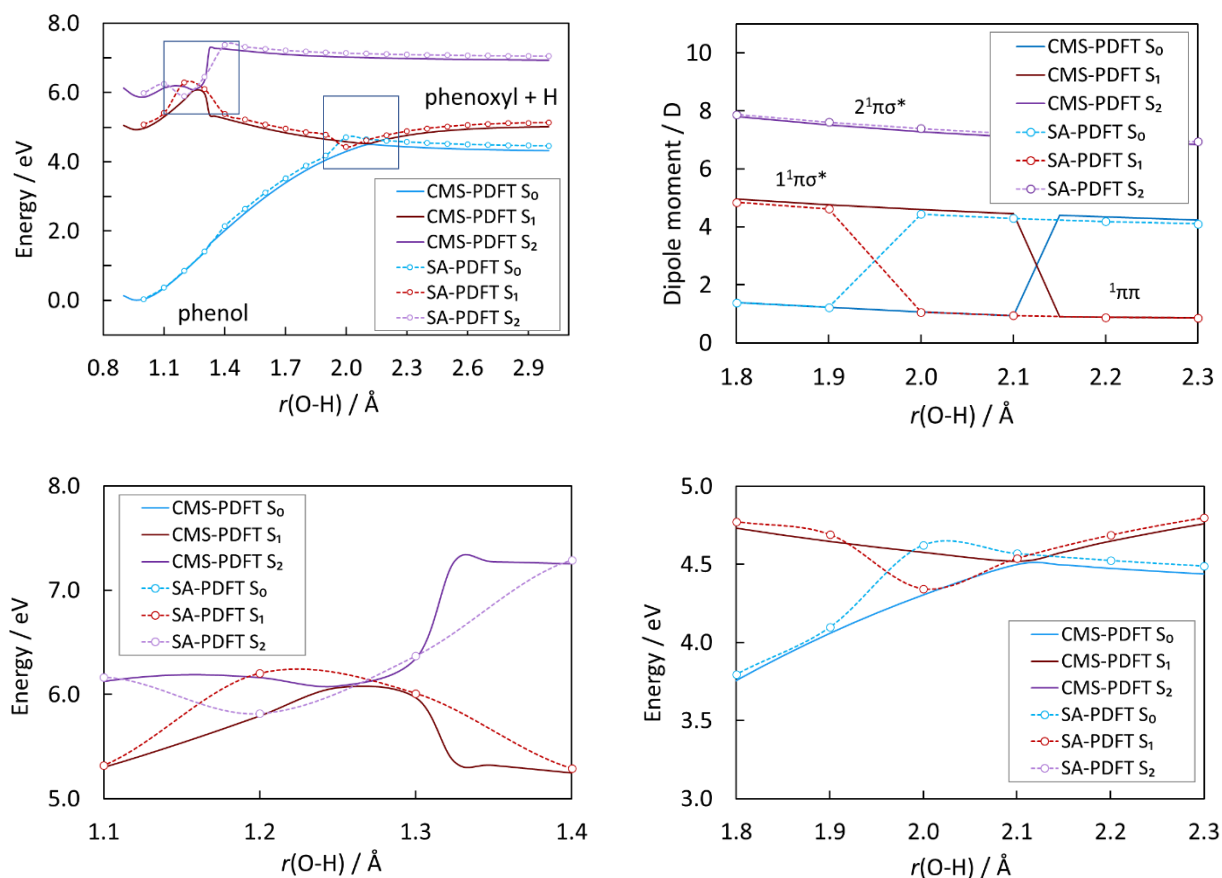 8.0
6.0
4.0
2.0
0.0
Energy / eV
phenoxyl + H
phenol
CMS-PDFT S₀
CMS-PDFT S₁
CMS-PDFT S₂
SA-PDFT S₀
SA-PDFT S₁
SA-PDFT S₂
0.8 1.1 1.4 1.7 2.0 2.3 2.6 2.9
r(O-H) / Å
10
8
6
4
2
0
Dipole moment / D
CMS-PDFT S₀
CMS-PDFT S₁
CMS-PDFT S₂
SA-PDFT S₀
SA-PDFT S₁
SA-PDFT S₂
2¹πσ*
1¹πσ*
¹ππ
1.8 1.9 2.0 2.1 2.2 2.3
r(O-H) / Å
8.0
7.0
6.0
5.0
Energy / eV
CMS-PDFT S₀
CMS-PDFT S₁
CMS-PDFT S₂
SA-PDFT S₀
SA-PDFT S₁
SA-PDFT S₂
1.1 1.2 1.3 1.4
r(O-H) / Å
5.0
4.5
4.0
3.5
3.0
Energy / eV
CMS-PDFT S₀
CMS-PDFT S₁
CMS-PDFT S₂
SA-PDFT S₀
SA-PDFT S₁
SA-PDFT S₂
1.8 1.9 2.0 2.1 2.2 2.3
r(O-H) / Å